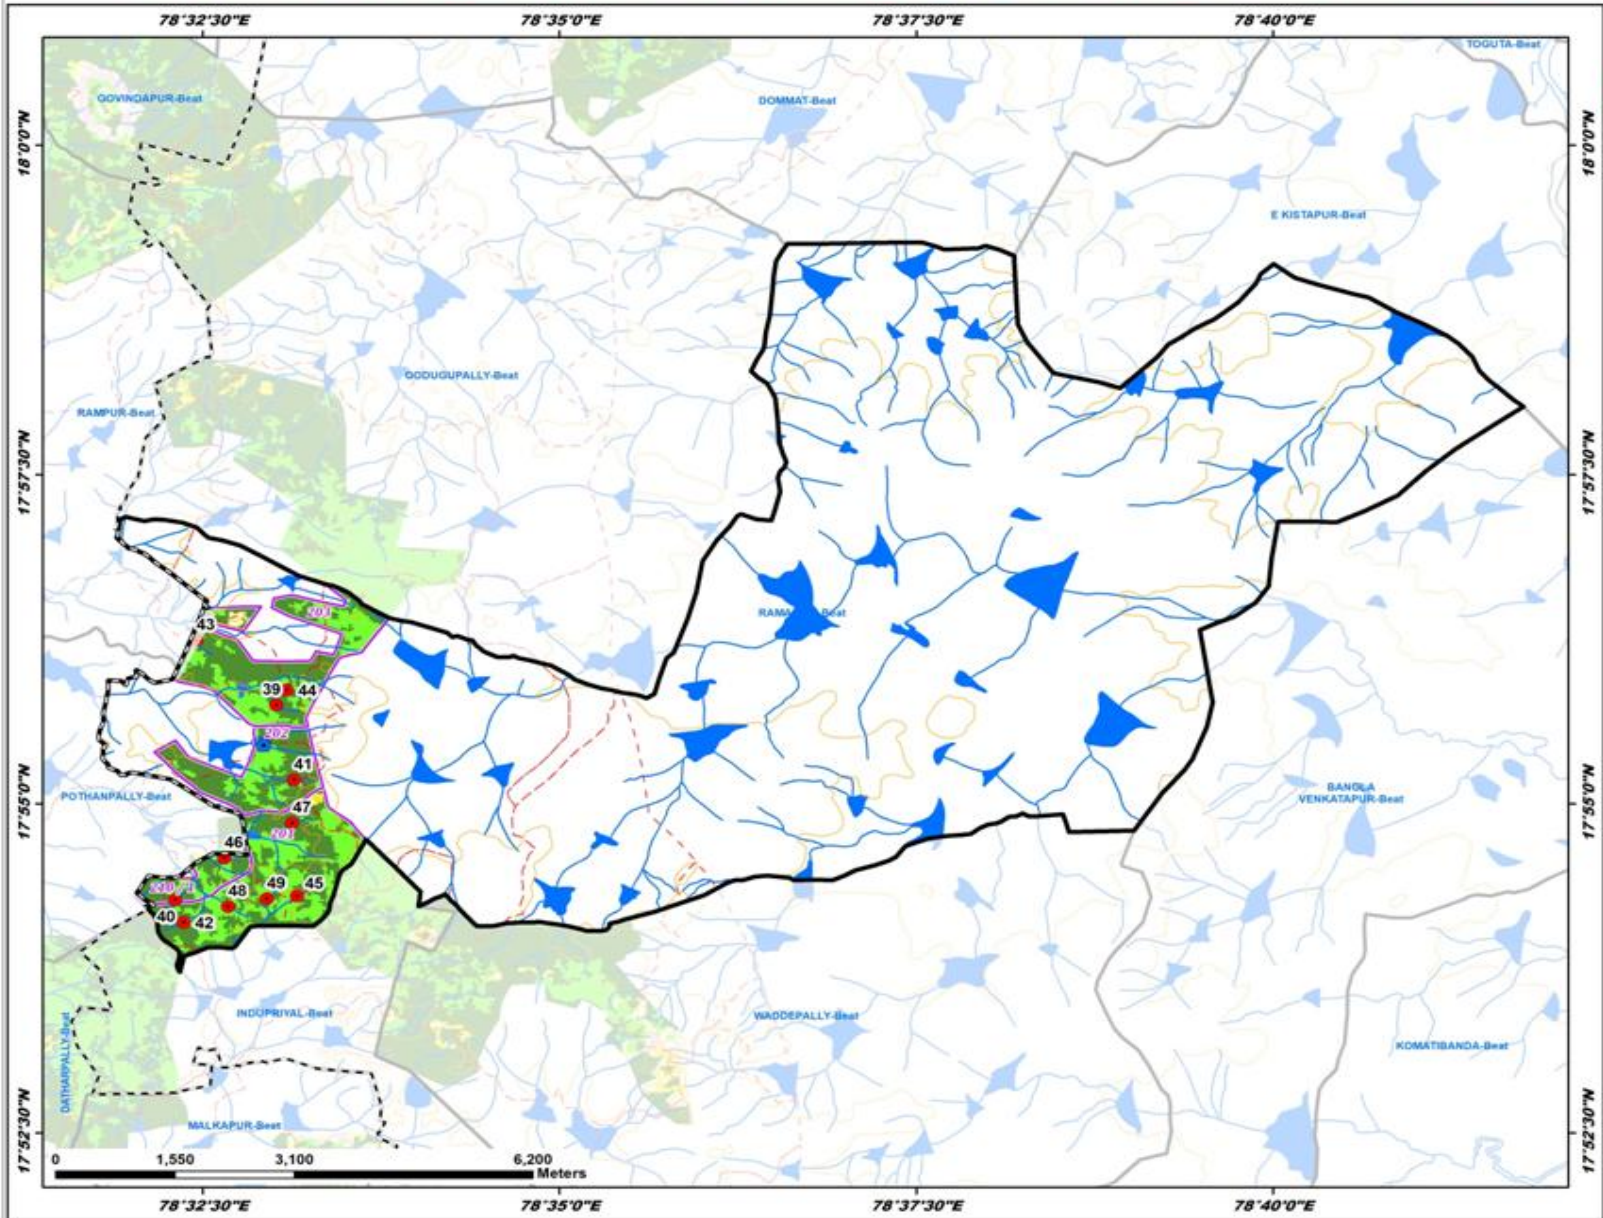 78°32'30"E 78°35'0"E 78°37'30"E 78°40'0"E
TOGUTA-Beat
GOVINDAPUR-Beat
DOMMAT-Beat
18°0'0"N
18°0'0"N
E KISTAPUR-Beat
GODUGUPALLY-Beat
RAMPUR-Beat
17°57'30"N
17°57'30"N
203
43
RAMA Beat
39 44
202
41
BANGLA
VENKATAPUR-Beat
POTHANPALLY-Beat
17°55'0"N
17°55'0"N
47
201
46
48 49 45
40 42
INDUPRIYAL-Beat
WADDEPALLY-Beat
KOMATIBANDA-Beat
DATHARPALLY-Beat
MALKAPUR-Beat
17°52'30"N
17°52'30"N
0 1,550 3,100 6,200
Meters
78°32'30"E 78°35'0"E 78°37'30"E 78°40'0"E